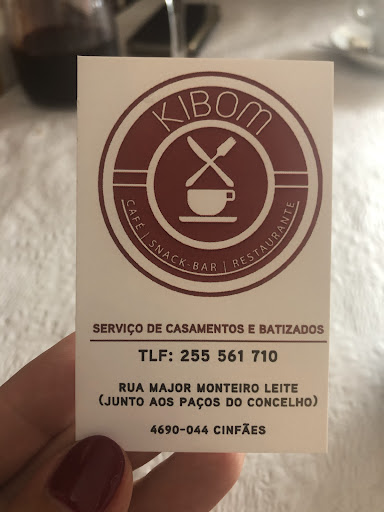 KIBOM
CAFÉ | SNACK-BAR | RESTAURANTE
SERVIÇO DE CASAMENTOS E BATIZADOS
TLF: 255 561 710
RUA MAJOR MONTEIRO LEITE
(JUNTO AOS PAÇOS DO CONCELHO)
4690-044 CINFÃES